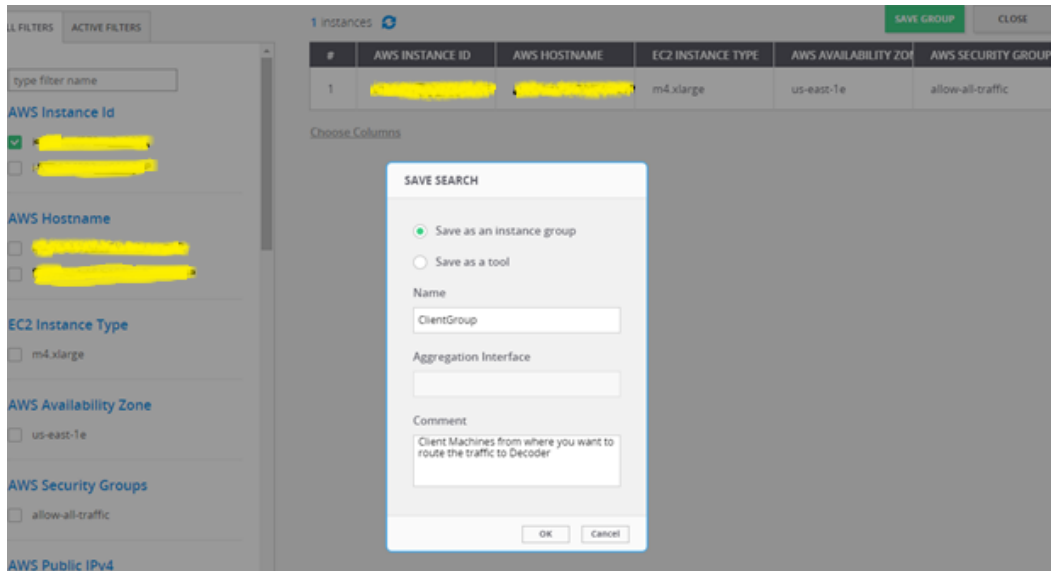 LL FILTERS
ACTIVE FILTERS
type filter name
AWS Instance Id
AWS Hostname
EC2 Instance Type
m4.xlarge
AWS Availability Zone
us-east-1e
AWS Security Groups
allow-all-traffic
AWS Public IPv4
1 instances
SAVE GROUP
CLOSE
# AWS INSTANCE ID AWS HOSTNAME EC2 INSTANCE TYPE AWS AVAILABILITY ZO AWS SECURITY GROUP
1 m4.xlarge us-east-1e allow-all-traffic
Choose Columns
SAVE SEARCH
Save as an instance group
Save as a tool
Name
ClientGroup
Aggregation Interface
Comment
Client Machines from where you want to
route the traffic to Decoder
OK
Cancel